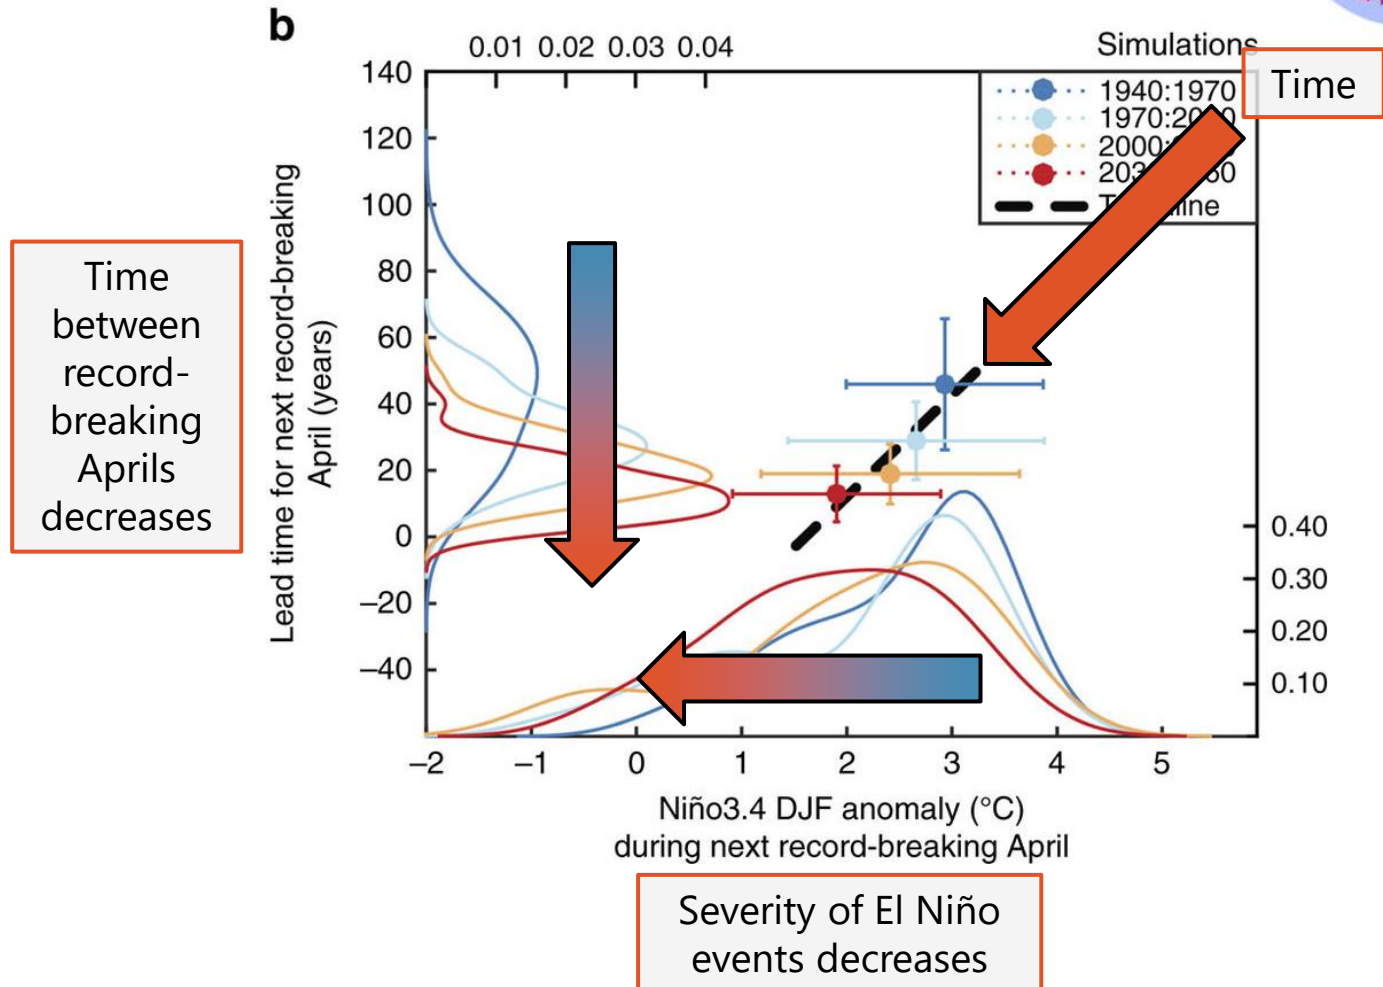 b
0.01 0.02 0.03 0.04
Simulations
140
120
100
80
60
40
20
0
–20
–40
Lead time for next record-breaking
April (years)
1940:1970
Time
Time
between
record-
breaking
Aprils
decreases
0.40
0.30
0.20
0.10
–2 –1 0 1 2 3 4 5
Niño3.4 DJF anomaly (°C)
during next record-breaking April
Severity of El Niño
events decreases